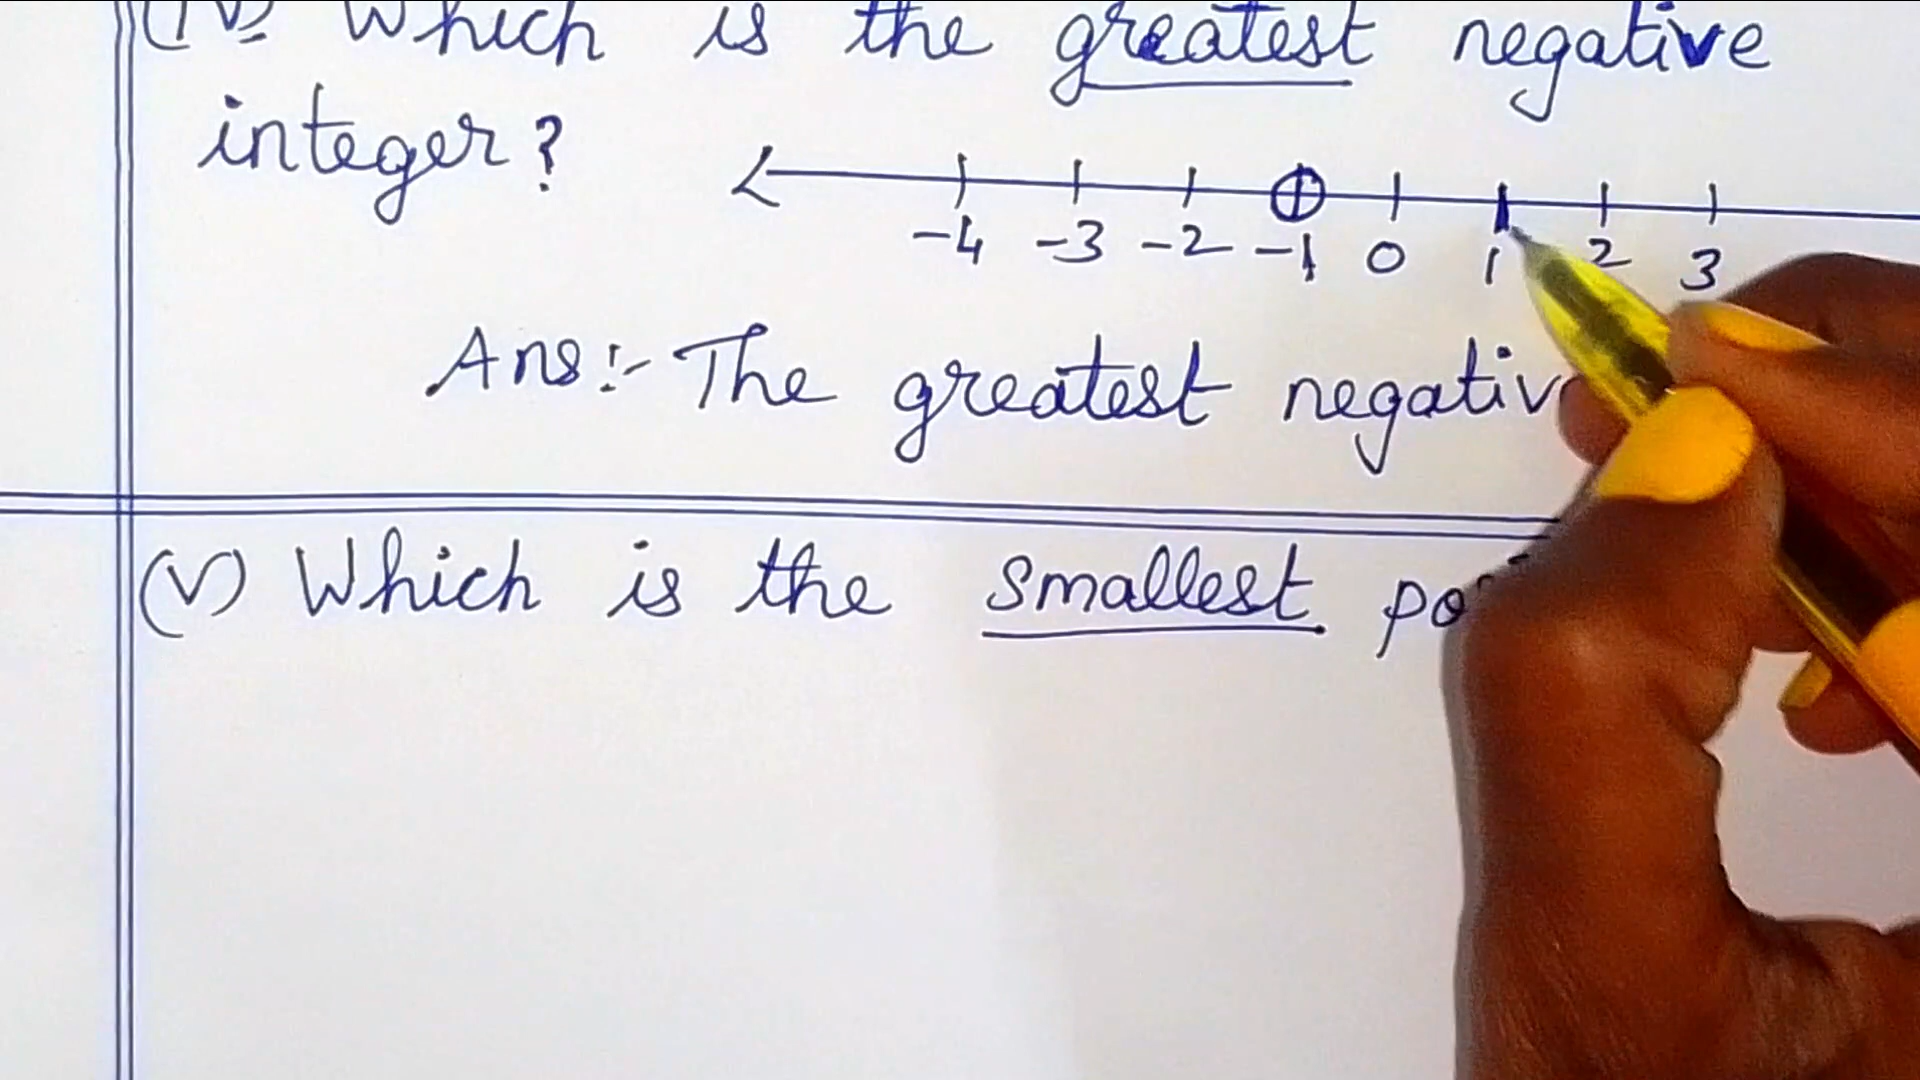 (iv) Which is the greatest negative
integer?
-4 -3 -2 -1 0 1 2 3
Ans:- The greatest negativ
(v) Which is the smallest po